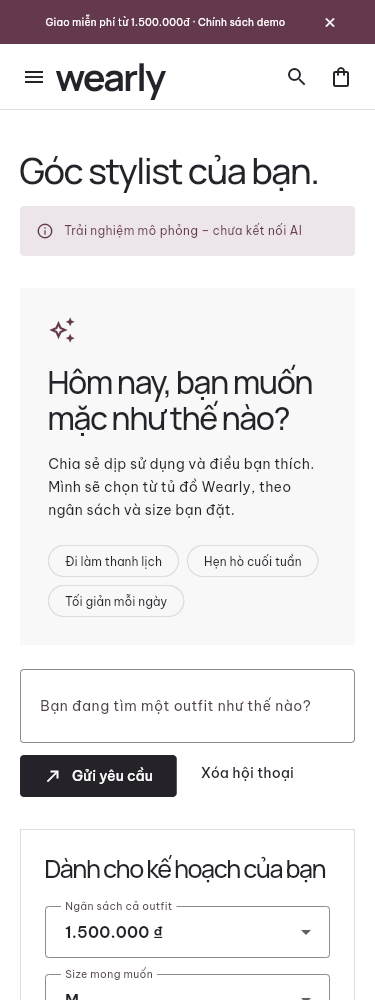 Giao miễn phí từ 1.500.000đ · Chính sách demo
wearly
Góc stylist của bạn.
Trải nghiệm mô phỏng – chưa kết nối AI
Hôm nay, bạn muốn
mặc như thế nào?
Chia sẻ dịp sử dụng và điều bạn thích.
Mình sẽ chọn từ tủ đồ Wearly, theo
ngân sách và size bạn đặt.
Đi làm thanh lịch
Hẹn hò cuối tuần
Tối giản mỗi ngày
Bạn đang tìm một outfit như thế nào?
Gửi yêu cầu
Xóa hội thoại
Dành cho kế hoạch của bạn
Ngân sách cả outfit
1.500.000 ₫
Size mong muốn
M